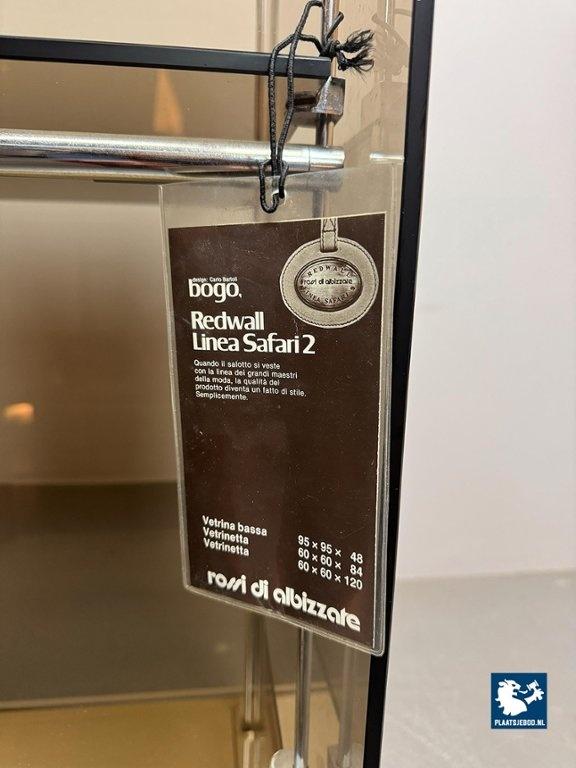 REDWALL
rossi di albizzate
LINEA SAFARI
design: Carlo Bartoli
bogo,
Redwall
Linea Safari 2
Quando il salotto si veste
con la linea dei grandi maestri
della moda, la qualità del
prodotto diventa un fatto di stile.
Semplicemente.
Vetrina bassa 95 x 95 x 48
Vetrinetta 60 x 60 x 84
Vetrinetta 60 x 60 x 120
rossi di albizzate
PLAATSJEBOD.NL